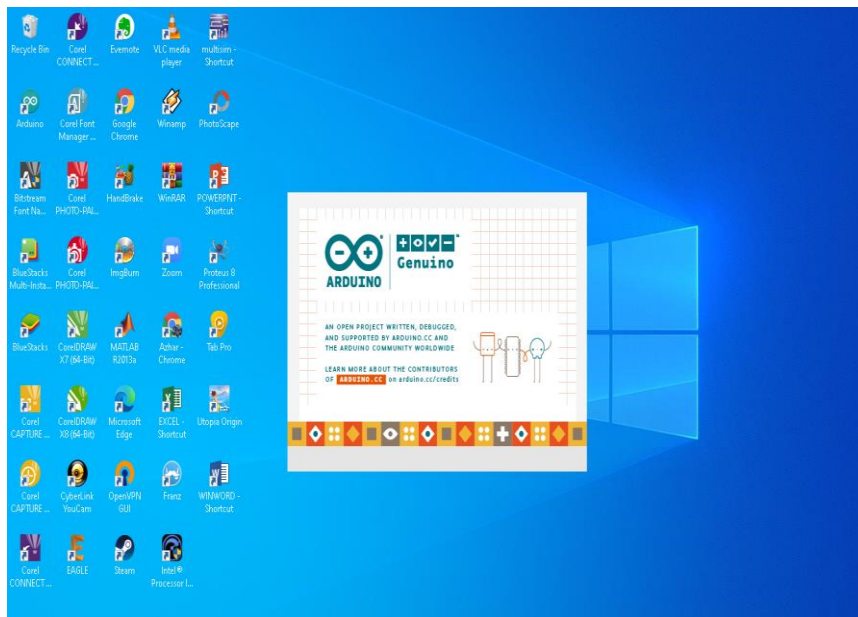 Recycle Bin
Corel
CONNECT ...
Evernote
VLC media
player
multisim -
Shortcut
Arduino
Corel Font
Manager ...
Google
Chrome
Winamp
PhotoScape
Bitstream
Font Na...
Corel
PHOTO-PAI...
HandBrake
WinRAR
POWERPNT -
Shortcut
BlueStacks
Multi-Insta...
Corel
PHOTO-PAI...
ImgBurn
Zoom
Proteus 8
Professional
BlueStacks
CorelDRAW
X7 (64-Bit)
MATLAB
R2013a
Azhar -
Chrome
Tab Pro
Corel
CAPTURE ...
CorelDRAW
X8 (64-Bit)
Microsoft
Edge
EXCEL -
Shortcut
Utopia Origin
Corel
CAPTURE ...
CyberLink
YouCam
OpenVPN
GUI
Franz
WINWORD -
Shortcut
Corel
CONNECT ...
EAGLE
Steam
Intel®
Processor I...
ARDUINO
Genuino
AN OPEN PROJECT WRITTEN, DEBUGGED,
AND SUPPORTED BY ARDUINO.CC AND
THE ARDUINO COMMUNITY WORLDWIDE
LEARN MORE ABOUT THE CONTRIBUTORS
OF ARDUINO.CC on arduino.cc/credits